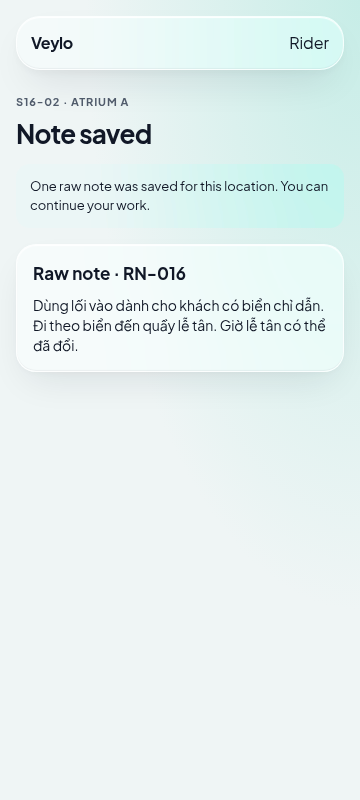 Veylo
Rider
S16-02 · ATRIUM A
Note saved
One raw note was saved for this location. You can
continue your work.
Raw note · RN-016
Dùng lối vào dành cho khách có biển chỉ dẫn.
Đi theo biển đến quầy lễ tân. Giờ lễ tân có thể
đã đổi.